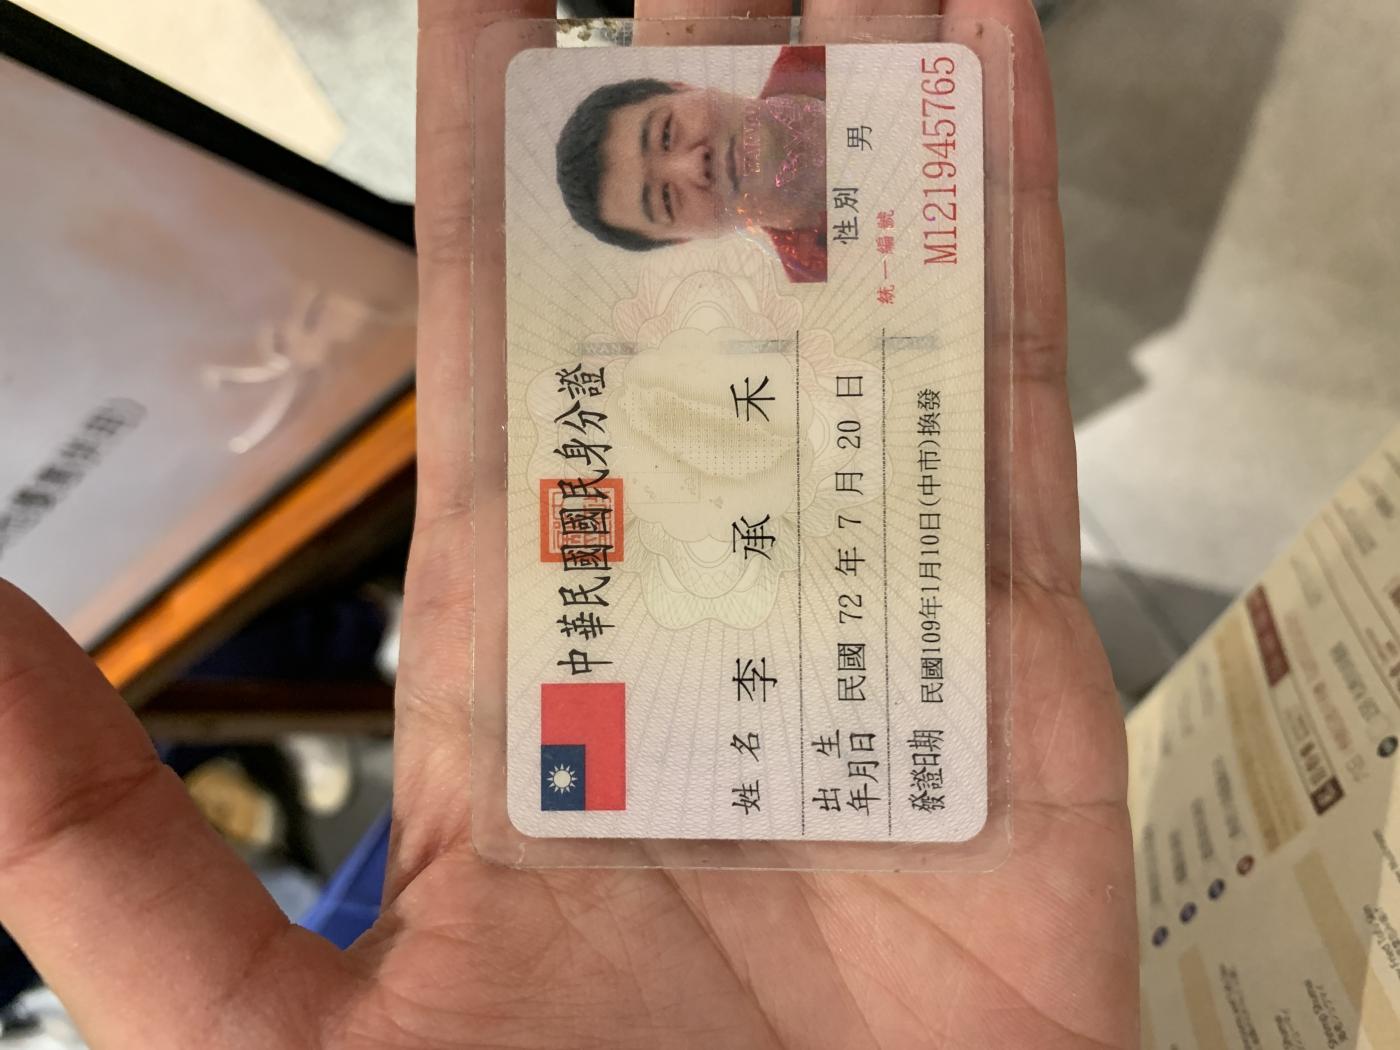 中華民國國民身分證
姓名 李承禾
出生年月日 民國 72 年 7 月 20 日
性別 男
統一編號
M121945765
發證日期 民國109年1月10日(中市)換發